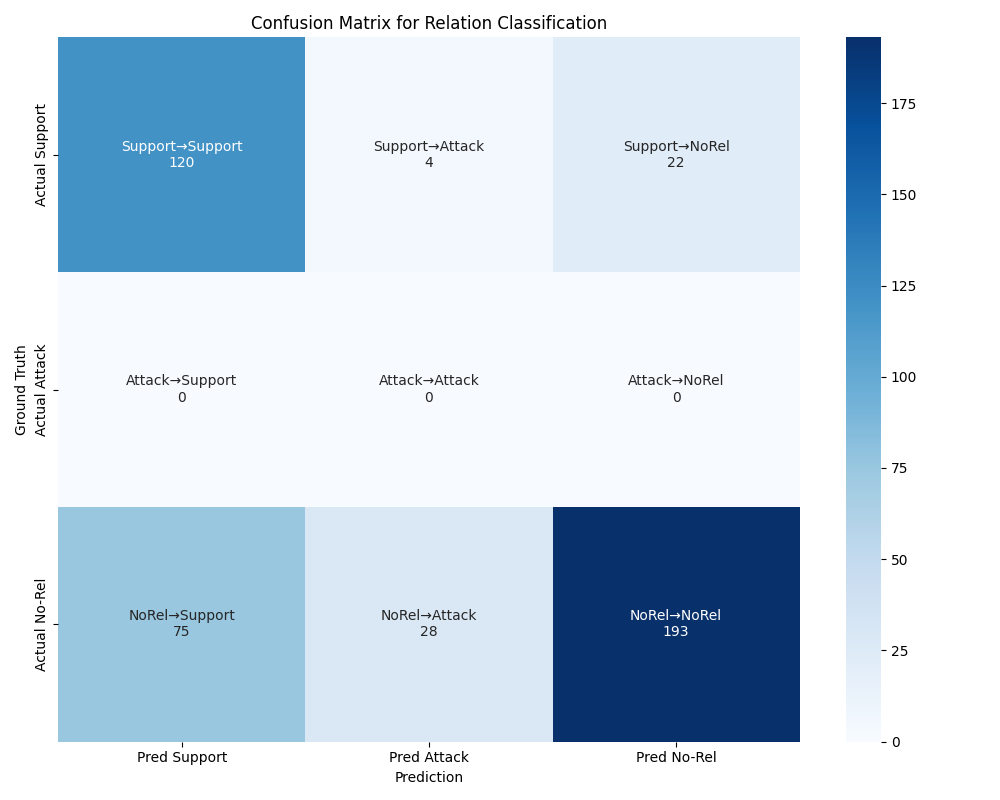 Confusion Matrix for Relation Classification
Ground Truth
Actual Support
Support→Support
120
Support→Attack
4
Support→NoRel
22
Actual Attack
Attack→Support
0
Attack→Attack
0
Attack→NoRel
0
Actual No-Rel
NoRel→Support
75
NoRel→Attack
28
NoRel→NoRel
193
Pred Support
Pred Attack
Pred No-Rel
Prediction
175
150
125
100
75
50
25
0